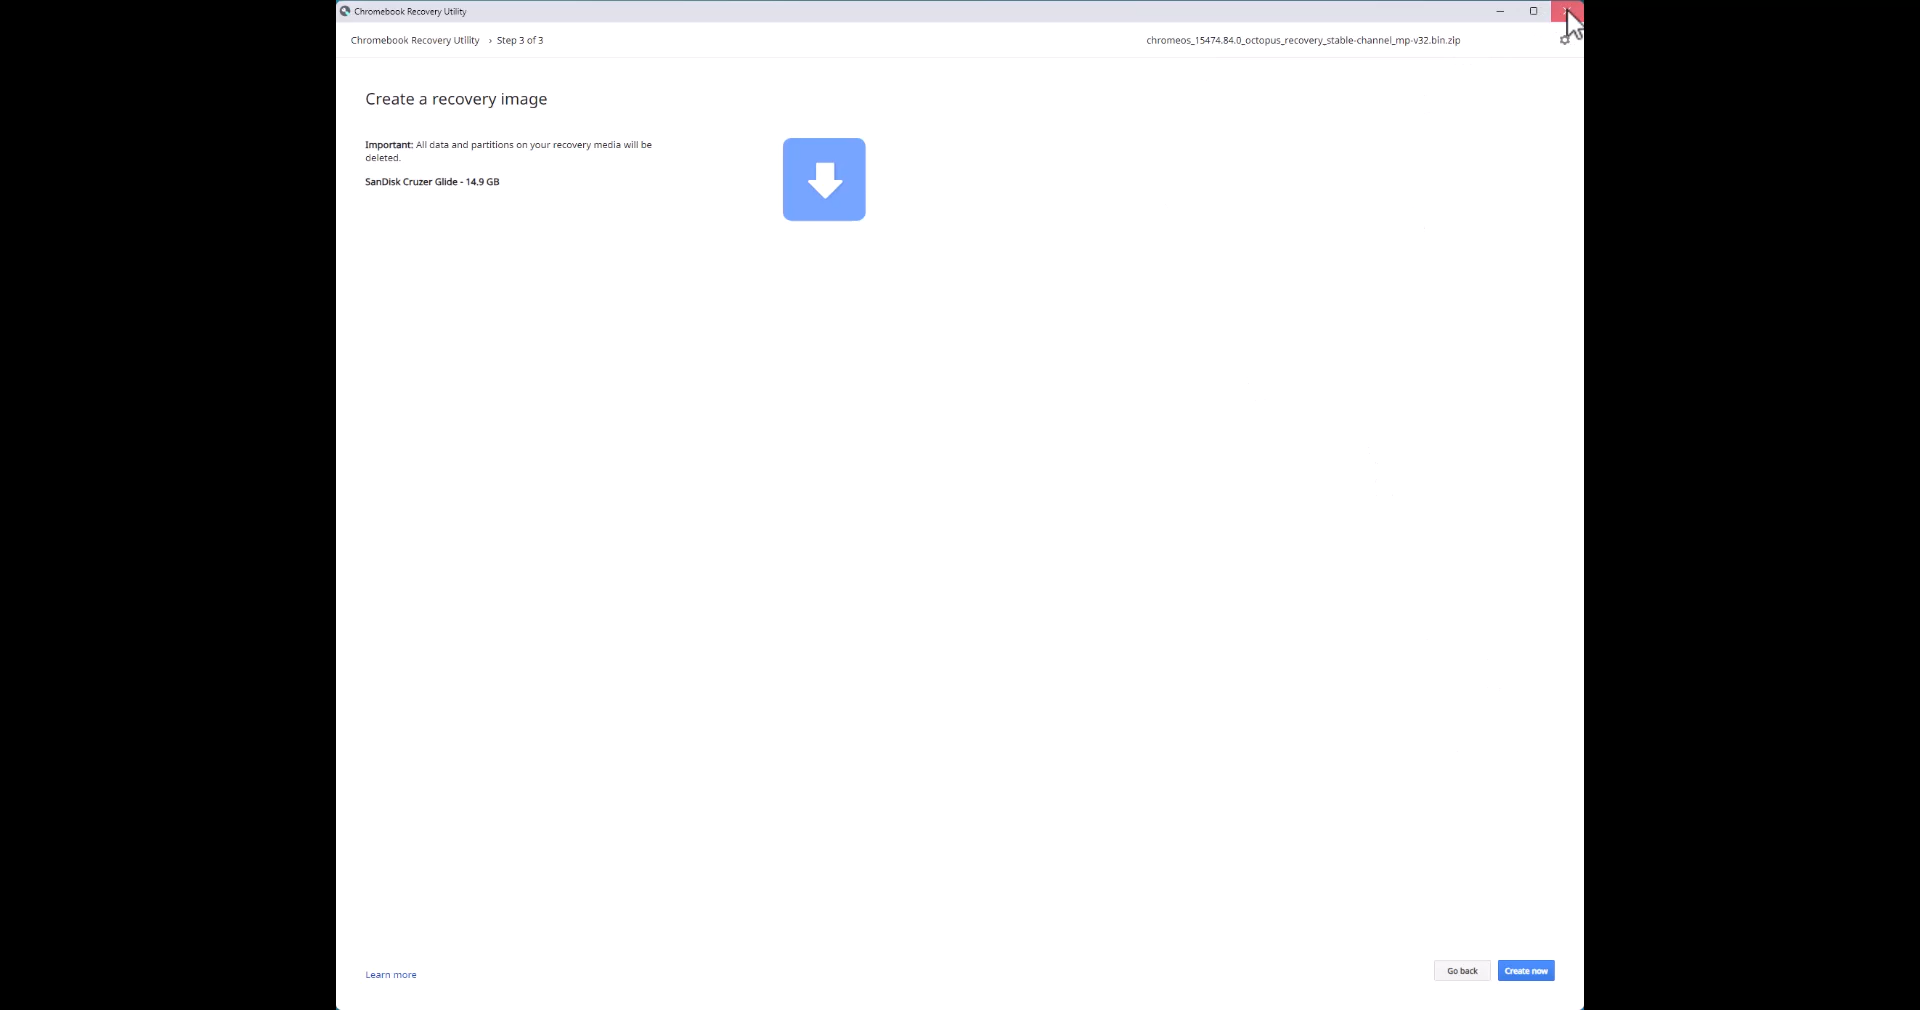 Chromebook Recovery Utility
Chromebook Recovery Utility › Step 3 of 3
chromeos_15474.84.0_octopus_recovery_stable-channel_mp-v32.bin.zip
Create a recovery image
Important: All data and partitions on your recovery media will be
deleted.
SanDisk Cruzer Glide - 14.9 GB
Learn more
Go back
Create now